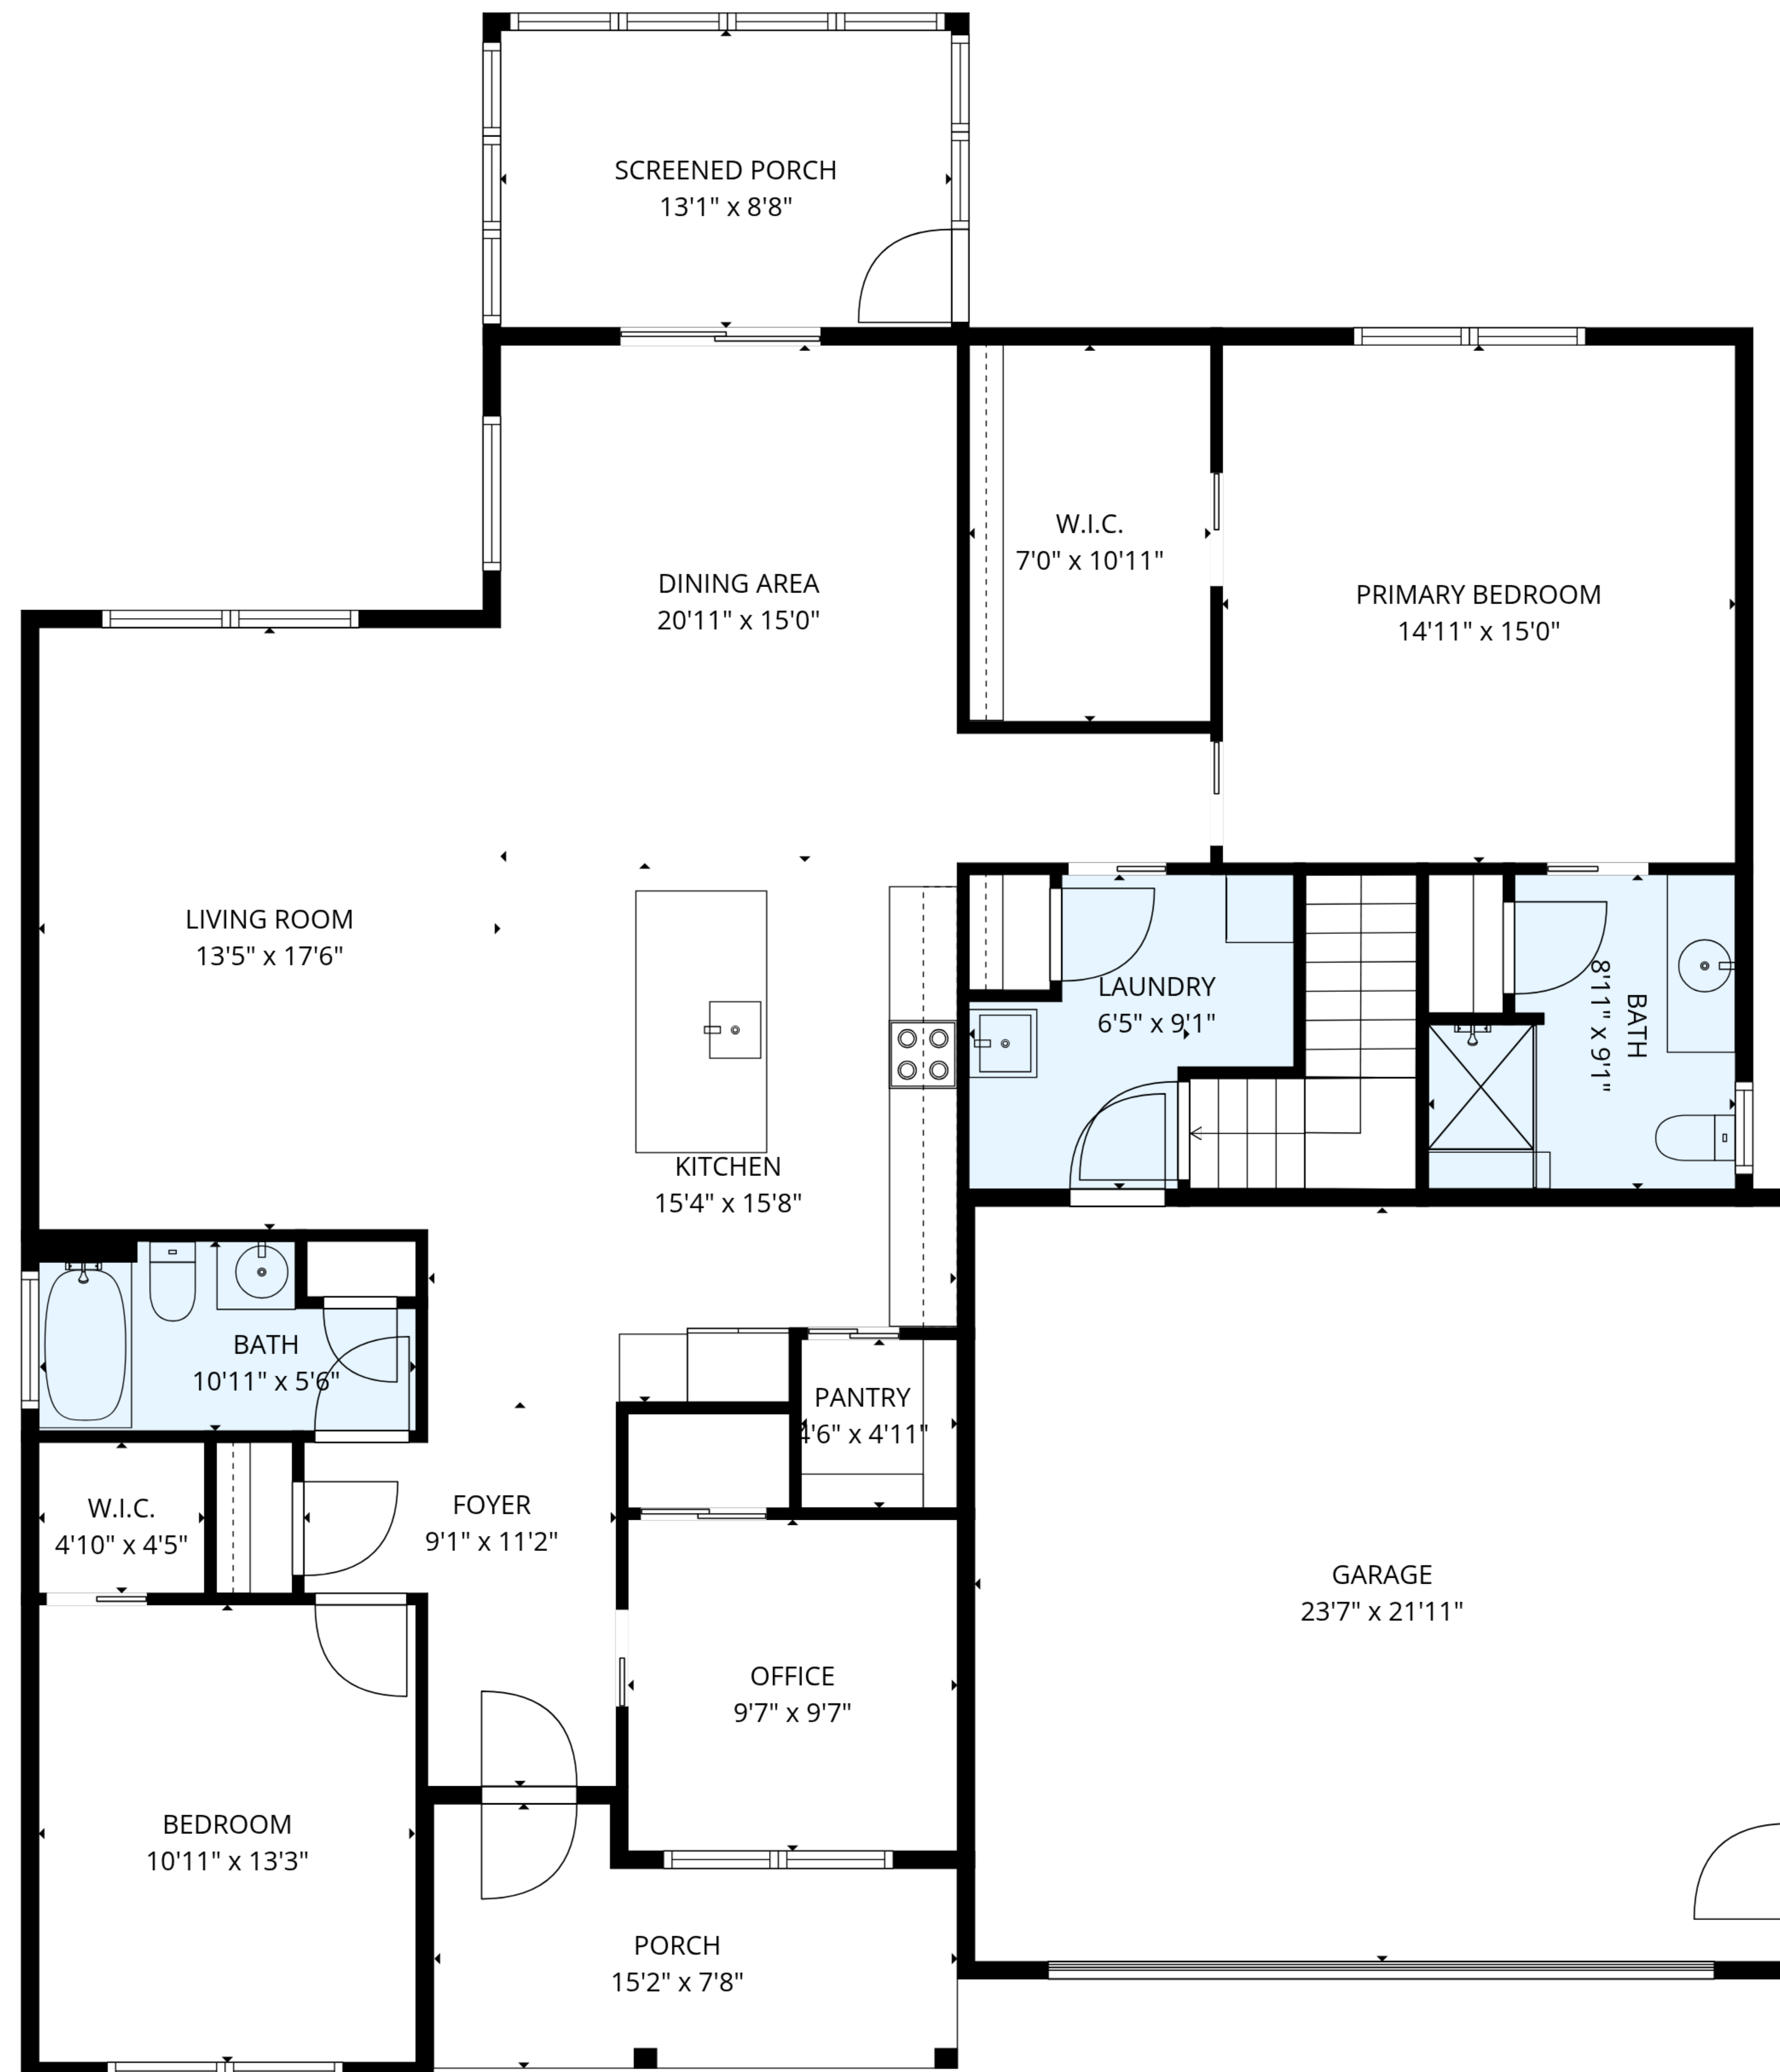 SCREENED PORCH
13'1" x 8'8"
W.I.C.
7'0" x 10'11"
DINING AREA
20'11" x 15'0"
PRIMARY BEDROOM
14'11" x 15'0"
LIVING ROOM
13'5" x 17'6"
LAUNDRY
6'5" x 9'1"
BATH
8'11" x 9'1"
KITCHEN
15'4" x 15'8"
BATH
10'11" x 5'6"
PANTRY
4'6" x 4'11"
W.I.C.
4'10" x 4'5"
FOYER
9'1" x 11'2"
GARAGE
23'7" x 21'11"
OFFICE
9'7" x 9'7"
BEDROOM
10'11" x 13'3"
PORCH
15'2" x 7'8"